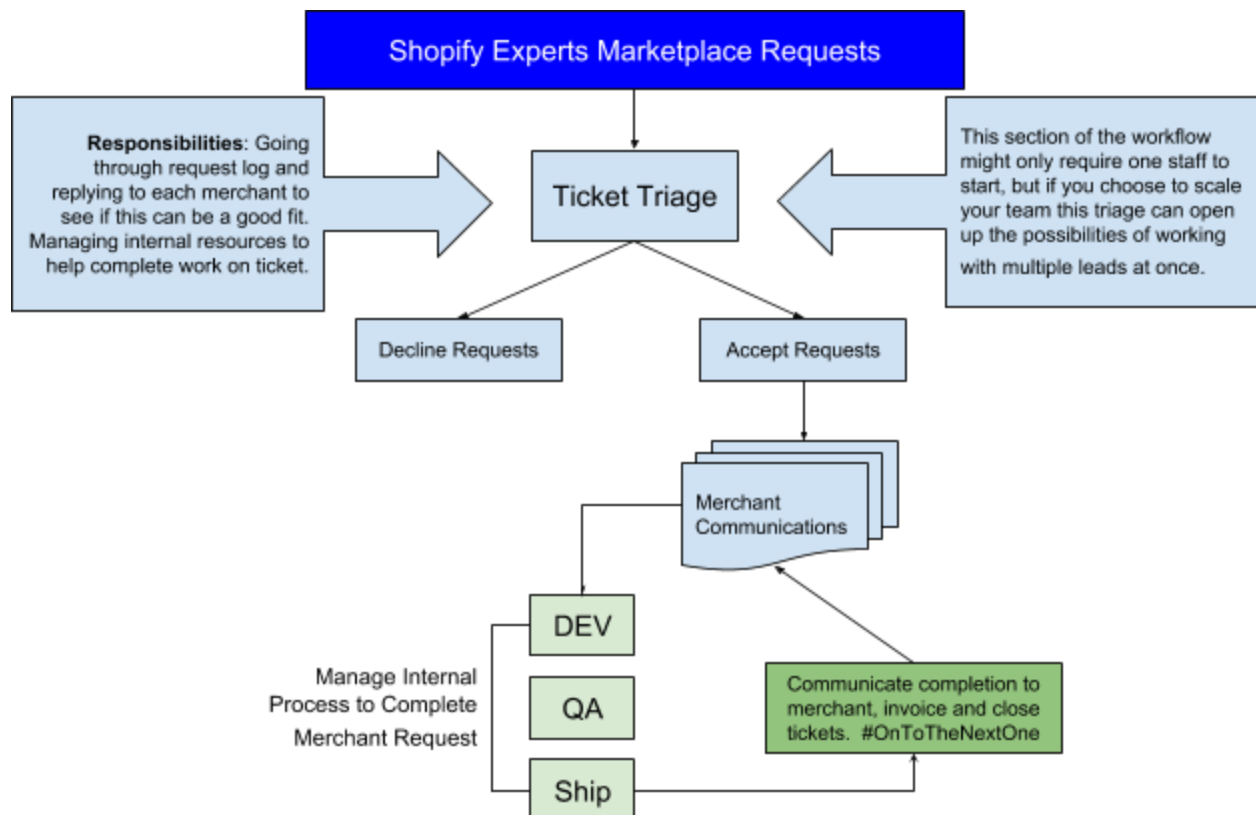 Shopify Experts Marketplace Requests
Responsibilities: Going
through request log and
replying to each merchant to
see if this can be a good fit.
Managing internal resources to
help complete work on ticket.
Ticket Triage
This section of the workflow
might only require one staff to
start, but if you choose to scale
your team this triage can open
up the possibilities of working
with multiple leads at once.
Decline Requests
Accept Requests
Merchant
Communications
DEV
Manage Internal
Process to Complete
Merchant Request
QA
Ship
Communicate completion to
merchant, invoice and close
tickets.  #OnToTheNextOne